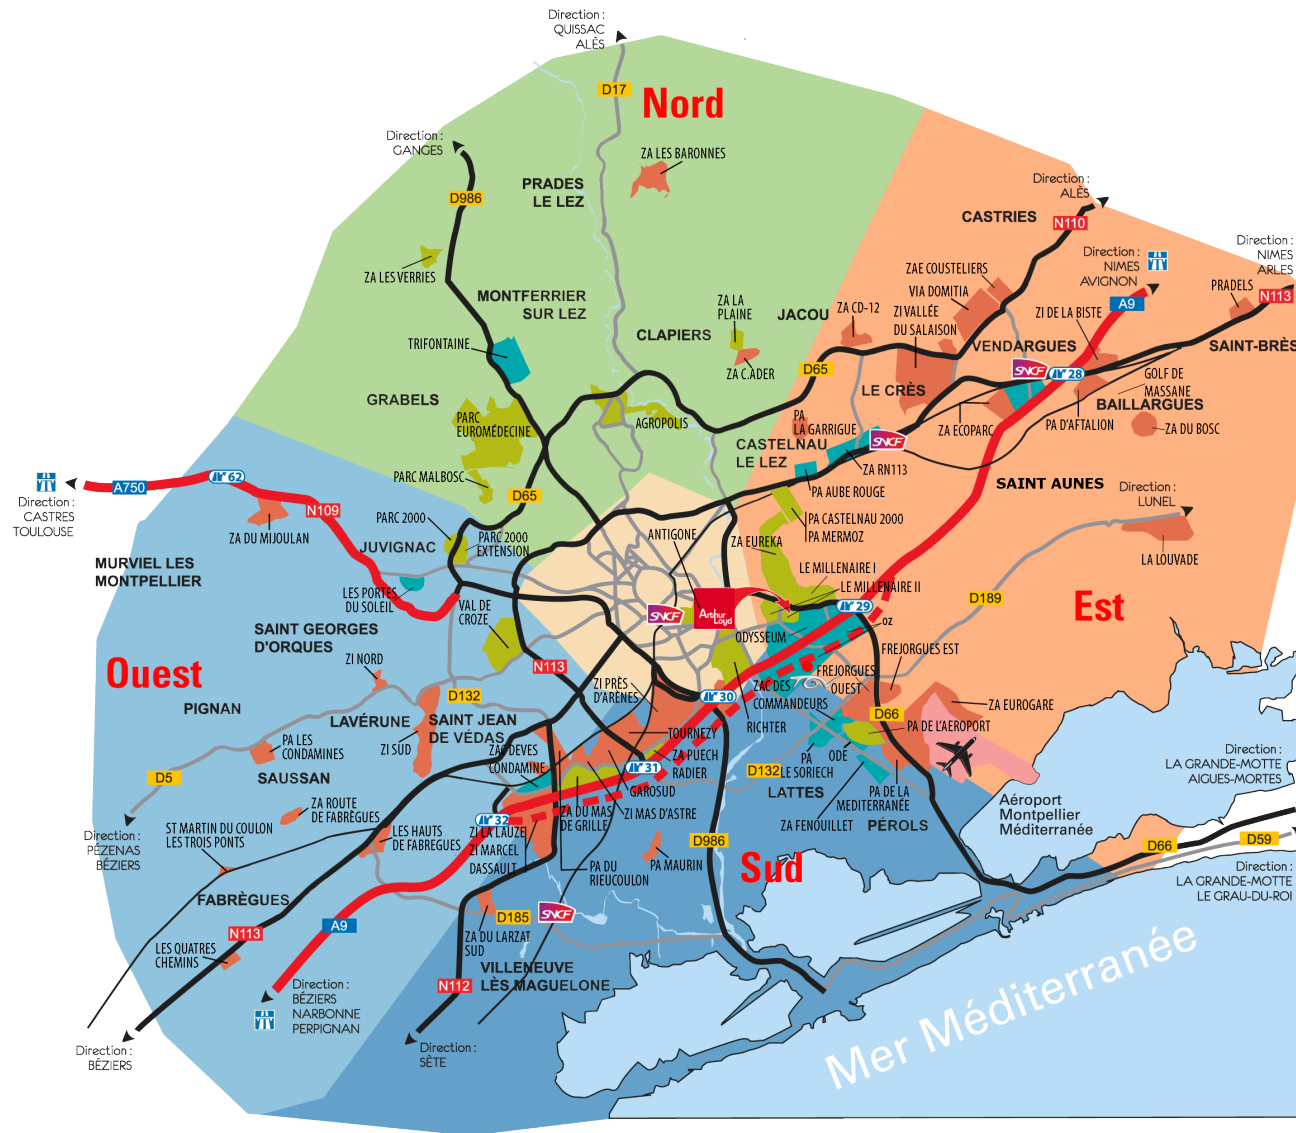 Direction :
QUISSAC
ALÈS
D17
Nord
Direction :
GANGES
D986
ZA LES BARONNES
PRADES
LE LEZ
ZA LES VERRIES
MONTFERRIER
SUR LEZ
TRIFONTAINE
CLAPIERS
ZA LA
PLAINE
ZA C.ADER
JACOU
ZA CD-12
D65
GRABELS
PARC
EUROMÉDECINE
AGROPOLIS
PARC MALBOSC
D65
Direction :
ALÈS
CASTRIES
N110
Direction :
NIMES
AVIGNON
A9
Direction :
NIMES
ARLES
N113
PRADELS
ZAE COUSTELIERS
VIA DOMITIA
ZI VALLÉE
DU SALAISON
ZI DE LA BISTE
VENDARGUES
SAINT-BRÈS
SNCF
28
LE CRÈS
GOLF DE
MASSANE
BAILLARGUES
PA
LA GARRIGUE
ZA ECOPARC
PA D'AFTALION
ZA DU BOSC
CASTELNAU
LE LEZ
SNCF
ZA RN113
PA AUBE ROUGE
SAINT AUNES
Direction :
LUNEL
LA LOUVADE
PA CASTELNAU 2000
PA MERMOZ
ANTIGONE
ZA EUREKA
LE MILLENAIRE I
LE MILLENAIRE II
D189
Est
29
OZ
SNCF
Arthur
Loyd
ODYSSEUM
FREJORGUES EST
FREJORGUES
OUEST
ZAC DES
COMMANDEURS
62
A750
Direction :
CASTRES
TOULOUSE
N109
ZA DU MIJOULAN
PARC 2000
PARC 2000
EXTENSION
JUVIGNAC
MURVIEL LES
MONTPELLIER
LES PORTES
DU SOLEIL
VAL DE
CROZE
SAINT GEORGES
D'ORQUES
Ouest
ZI NORD
N113
D132
ZI PRÈS
D'ARÈNES
30
D66
ZA EUROGARE
PA DE L'AEROPORT
PIGNAN
LAVÉRUNE
SAINT JEAN
DE VÉDAS
ZI SUD
PA LES
CONDAMINES
ZAC DEVES
CONDAMINE
TOURNEZY
RICHTER
ZA PUECH
RADIER
31
GAROSUD
D132
PA
LE SORIECH
ODE
LATTES
PA DE LA
MEDITERRANÉE
ZA FENOUILLET
PÉROLS
Direction :
LA GRANDE-MOTTE
AIGUES-MORTES
Aéroport
Montpellier
Méditerranée
D5
SAUSSAN
ZA ROUTE
DE FABRÈGUES
Direction :
PÉZENAS
BÉZIERS
ST MARTIN DU COULON
LES TROIS PONTS
LES HAUTS
DE FABREGUES
32
ZI LA LAUZE
ZI MARCEL
DASSAULT
ZA DU MAS
DE GRILLE
ZI MAS D'ASTRE
PA DU
RIEUCOULON
PA MAURIN
D986
Sud
D66
D59
Direction :
LA GRANDE-MOTTE
LE GRAU-DU-ROI
FABRÈGUES
N113
A9
LES QUATRES
CHEMINS
D185
SNCF
ZA DU LARZAT
SUD
VILLENEUVE
LÈS MAGUELONE
N112
Direction :
BÉZIERS
NARBONNE
PERPIGNAN
Direction :
BÉZIERS
Direction :
SÈTE
Mer Méditerranée